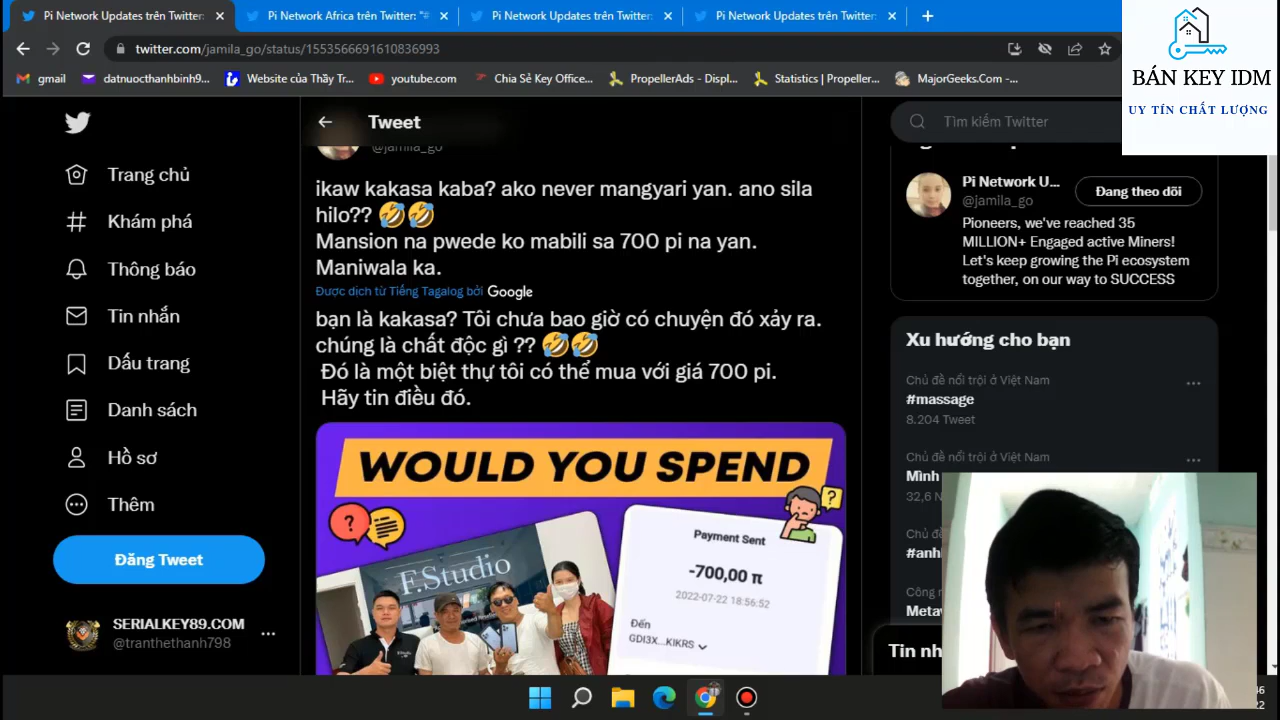 Pi Network Updates trên Twitter:
Pi Network Africa trên Twitter: "
Pi Network Updates trên Twitter:
Pi Network Updates trên Twitter:
twitter.com/jamila_go/status/1553566691610836993
gmail
datnuocthanhbinh9...
Website của Thầy Tr...
youtube.com
Chia Sẻ Key Office...
PropellerAds - Displ...
Statistics | Propeller...
MajorGeeks.Com -...
BÁN KEY IDM
UY TÍN CHẤT LƯỢNG
Trang chủ
Khám phá
Thông báo
Tin nhắn
Dấu trang
Danh sách
Hồ sơ
Thêm
Đăng Tweet
SERIALKEY89.COM
@tranthethanh798
Tweet
@jamila_go
ikaw kakasa kaba? ako never mangyari yan. ano sila
hilo?? 🤣🤣
Mansion na pwede ko mabili sa 700 pi na yan.
Maniwala ka.
Được dịch từ Tiếng Tagalog bởi Google
bạn là kakasa? Tôi chưa bao giờ có chuyện đó xảy ra.
chúng là chất độc gì ?? 🤣🤣
Đó là một biệt thự tôi có thể mua với giá 700 pi.
Hãy tin điều đó.
WOULD YOU SPEND
F.Studio
Payment Sent
-700,00 π
2022-07-22 18:56:52
Đến
GDI3X...KIKRS
Tìm kiếm Twitter
Pi Network U...
@jamila_go
Đang theo dõi
Pioneers, we've reached 35
MILLION+ Engaged active Miners!
Let's keep growing the Pi ecosystem
together, on our way to SUCCESS
Xu hướng cho bạn
Chủ đề nổi trội ở Việt Nam
#massage
8.204 Tweet
Chủ đề nổi trội ở Việt Nam
Mình
32,6 N
Chủ đ
#anh
Công n
Metav
Tin nh